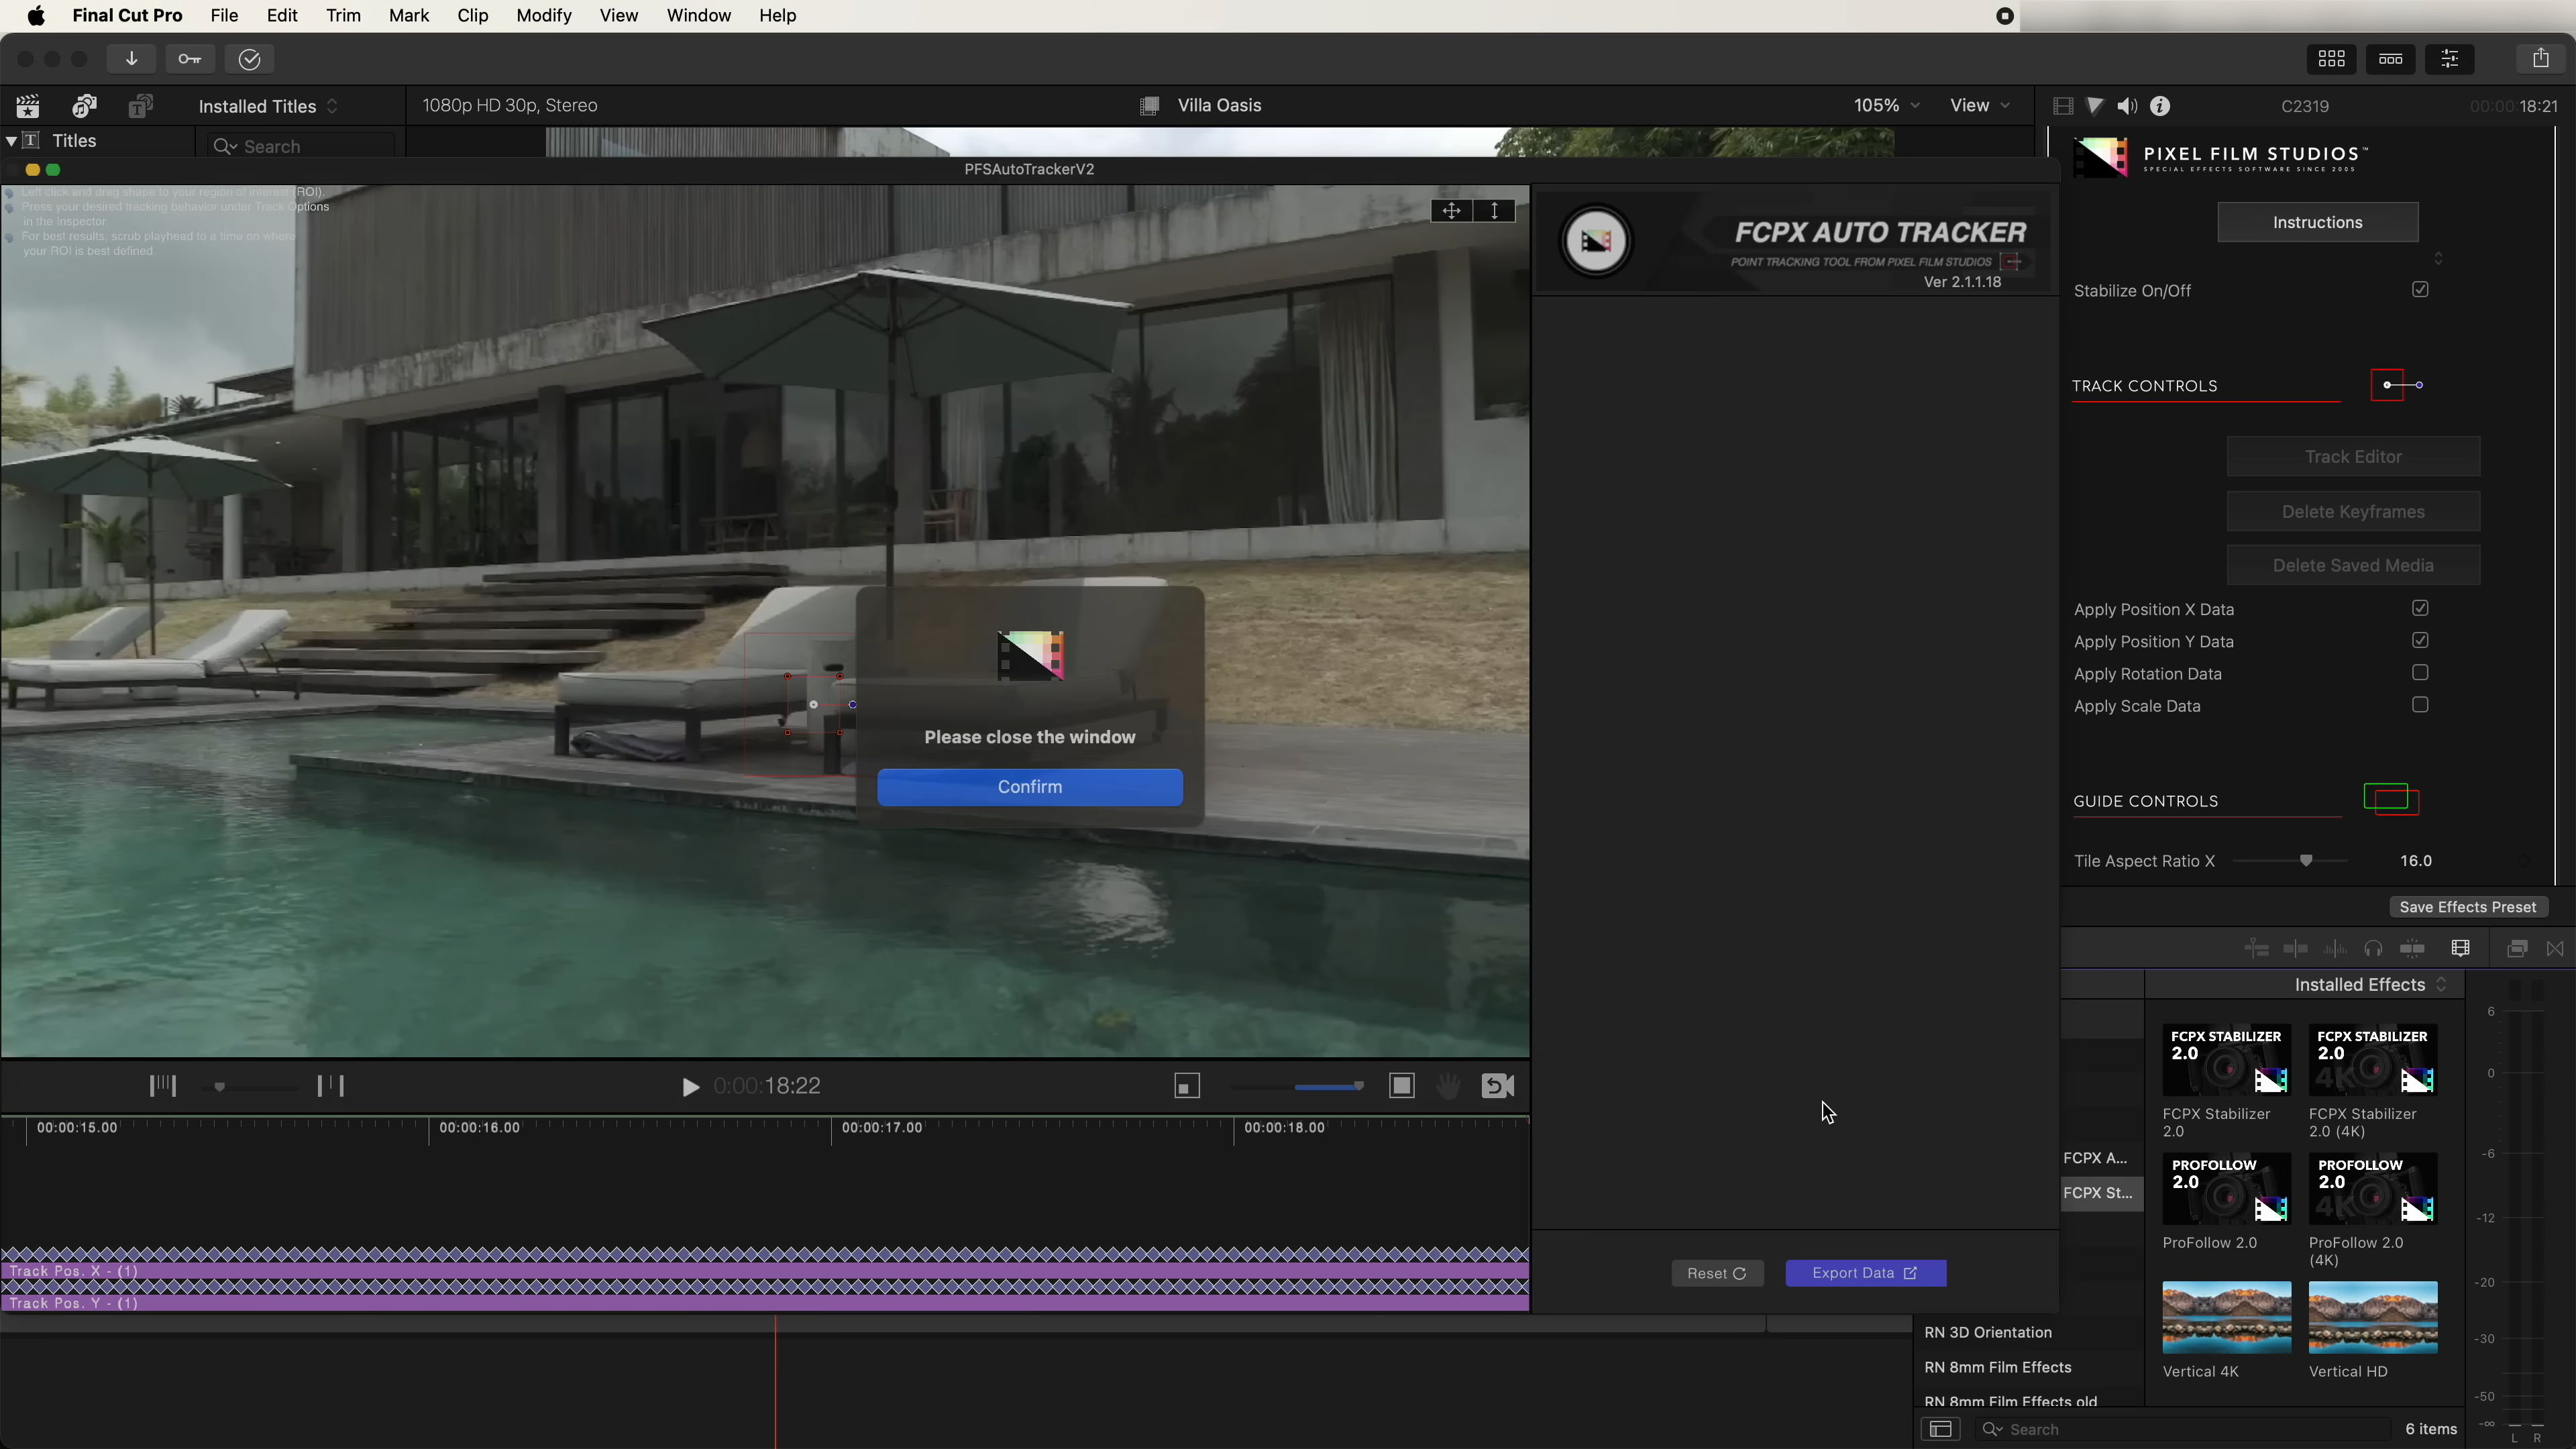 Final Cut Pro File Edit Trim Mark Clip Modify View Window Help
Installed Titles
1080p HD 30p, Stereo
Villa Oasis
105%
View
C2319
00:00:18:21
Titles
Search
PFSAutoTrackerV2
Left click and drag shape to your region of interest (ROI).
Press your desired tracking behavior under Track Options
in the Inspector.
For best results, scrub playhead to a time on where
your ROI is best defined
FCPX AUTO TRACKER
POINT TRACKING TOOL FROM PIXEL FILM STUDIOS
Ver 2.1.1.18
PIXEL FILM STUDIOS™
SPECIAL EFFECTS SOFTWARE SINCE 2005
Instructions
Stabilize On/Off
TRACK CONTROLS
Track Editor
Delete Keyframes
Delete Saved Media
Apply Position X Data
Apply Position Y Data
Apply Rotation Data
Apply Scale Data
GUIDE CONTROLS
Tile Aspect Ratio X
16.0
Save Effects Preset
Please close the window
Confirm
0:00:18:22
00:00:15.00
00:00:16.00
00:00:17.00
00:00:18.00
Track Pos. X - (1)
Track Pos. Y - (1)
Reset
Export Data
Installed Effects
FCPX STABILIZER
2.0
FCPX Stabilizer
2.0
FCPX STABILIZER
2.0
4K
FCPX Stabilizer
2.0 (4K)
FCPX A...
FCPX St...
PROFOLLOW
2.0
ProFollow 2.0
PROFOLLOW
2.0
4K
ProFollow 2.0
(4K)
Vertical 4K
Vertical HD
RN 3D Orientation
RN 8mm Film Effects
RN 8mm Film Effects old
Search
6 items
6
0
-6
-12
-20
-30
-50
-∞
L R